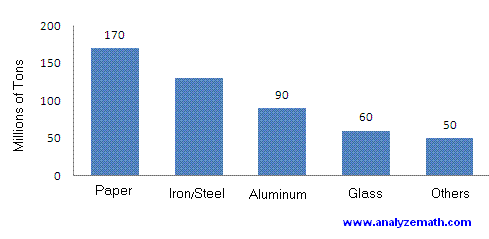 200
150
100
50
0
Millions of Tons
170
90
60
50
Paper
Iron/Steel
Aluminum
Glass
Others
www.analyzemath.com